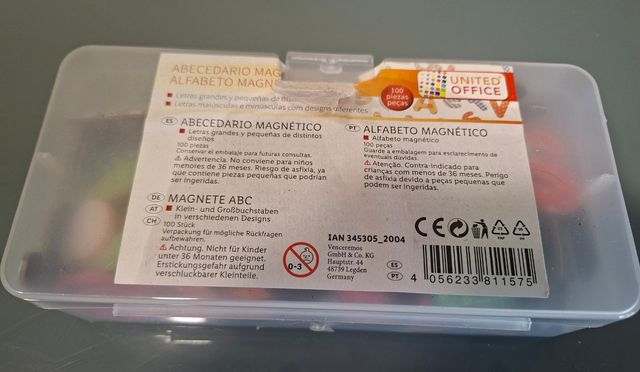 ABECEDARIO MAG
ALFABETO MAGN
Letras grandes y pequeñas de
Letras maiúsculas e minúsculas com designs diferentes
100
piezas
peças
UNITED
OFFICE
ES ABECEDARIO MAGNÉTICO
Letras grandes y pequeñas de distintos
diseños
100 piezas
Conservar el embalaje para futuras consultas.
Advertencia. No conviene para niños
menores de 36 meses. Riesgo de asfixia, ya
que contiene piezas pequeñas que podrían
ser ingeridas.
PT ALFABETO MAGNÉTICO
Alfabeto magnético
100 peças
Guarde a embalagem para esclarecimento de
eventuais dúvidas.
Atenção. Contra-indicado para
crianças com menos de 36 meses. Perigo
de asfixia devido a peças pequenas que
podem ser ingeridas.
DE AT CH MAGNETE ABC
Klein- und Großbuchstaben
in verschiedenen Designs
100 Stück
Verpackung für mögliche Rückfragen
aufbewahren.
Achtung. Nicht für Kinder
unter 36 Monaten geeignet.
Erstickungsgefahr aufgrund
verschluckbarer Kleinteile.
0-3
IAN 345305_2004
Venceremos
GmbH & Co. KG
Hauptstr. 44
48739 Legden
Germany
ES
PT
CE
4 056233 811575